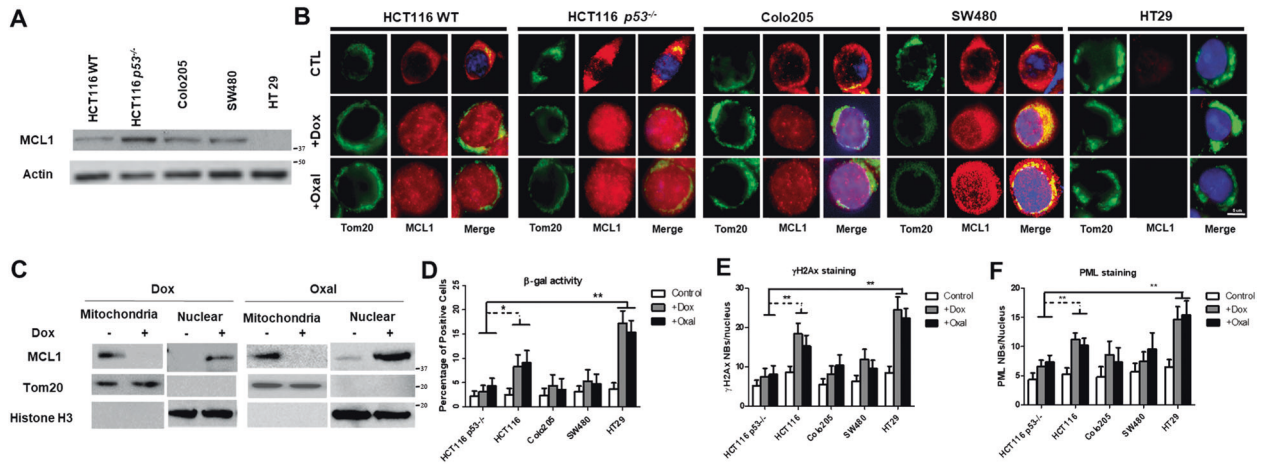 A
HCT116 WT
HCT116 p53-/-
Colo205
SW480
HT 29
MCL1
37
50
Actin
B
HCT116 WT
HCT116 p53-/-
Colo205
SW480
HT29
CTL
+Dox
+Oxal
Tom20 MCL1 Merge Tom20 MCL1 Merge Tom20 MCL1 Merge Tom20 MCL1 Merge Tom20 MCL1 Merge
5 um
C
Dox Oxal
Mitochondria Nuclear Mitochondria Nuclear
Dox - + - + - + - +
MCL1
37
Tom20
20
20
Histone H3
D
β-gal activity
Percentage of Positive Cells
25
20
15
10
5
0
* **
Control
+Dox
+Oxal
HCT116 p53-/-
HCT116
Colo205
SW480
HT29
E
γH2Ax staining
γH2Ax NBs/nucleus
30
20
10
0
** **
Control
+Dox
+Oxal
HCT116 p53-/-
HCT116
Colo205
SW480
HT29
F
PML staining
PML NBs/Nucleus
20
15
10
5
0
** **
Control
+Dox
+Oxal
HCT116 p53-/-
HCT116
Colo205
SW480
HT29